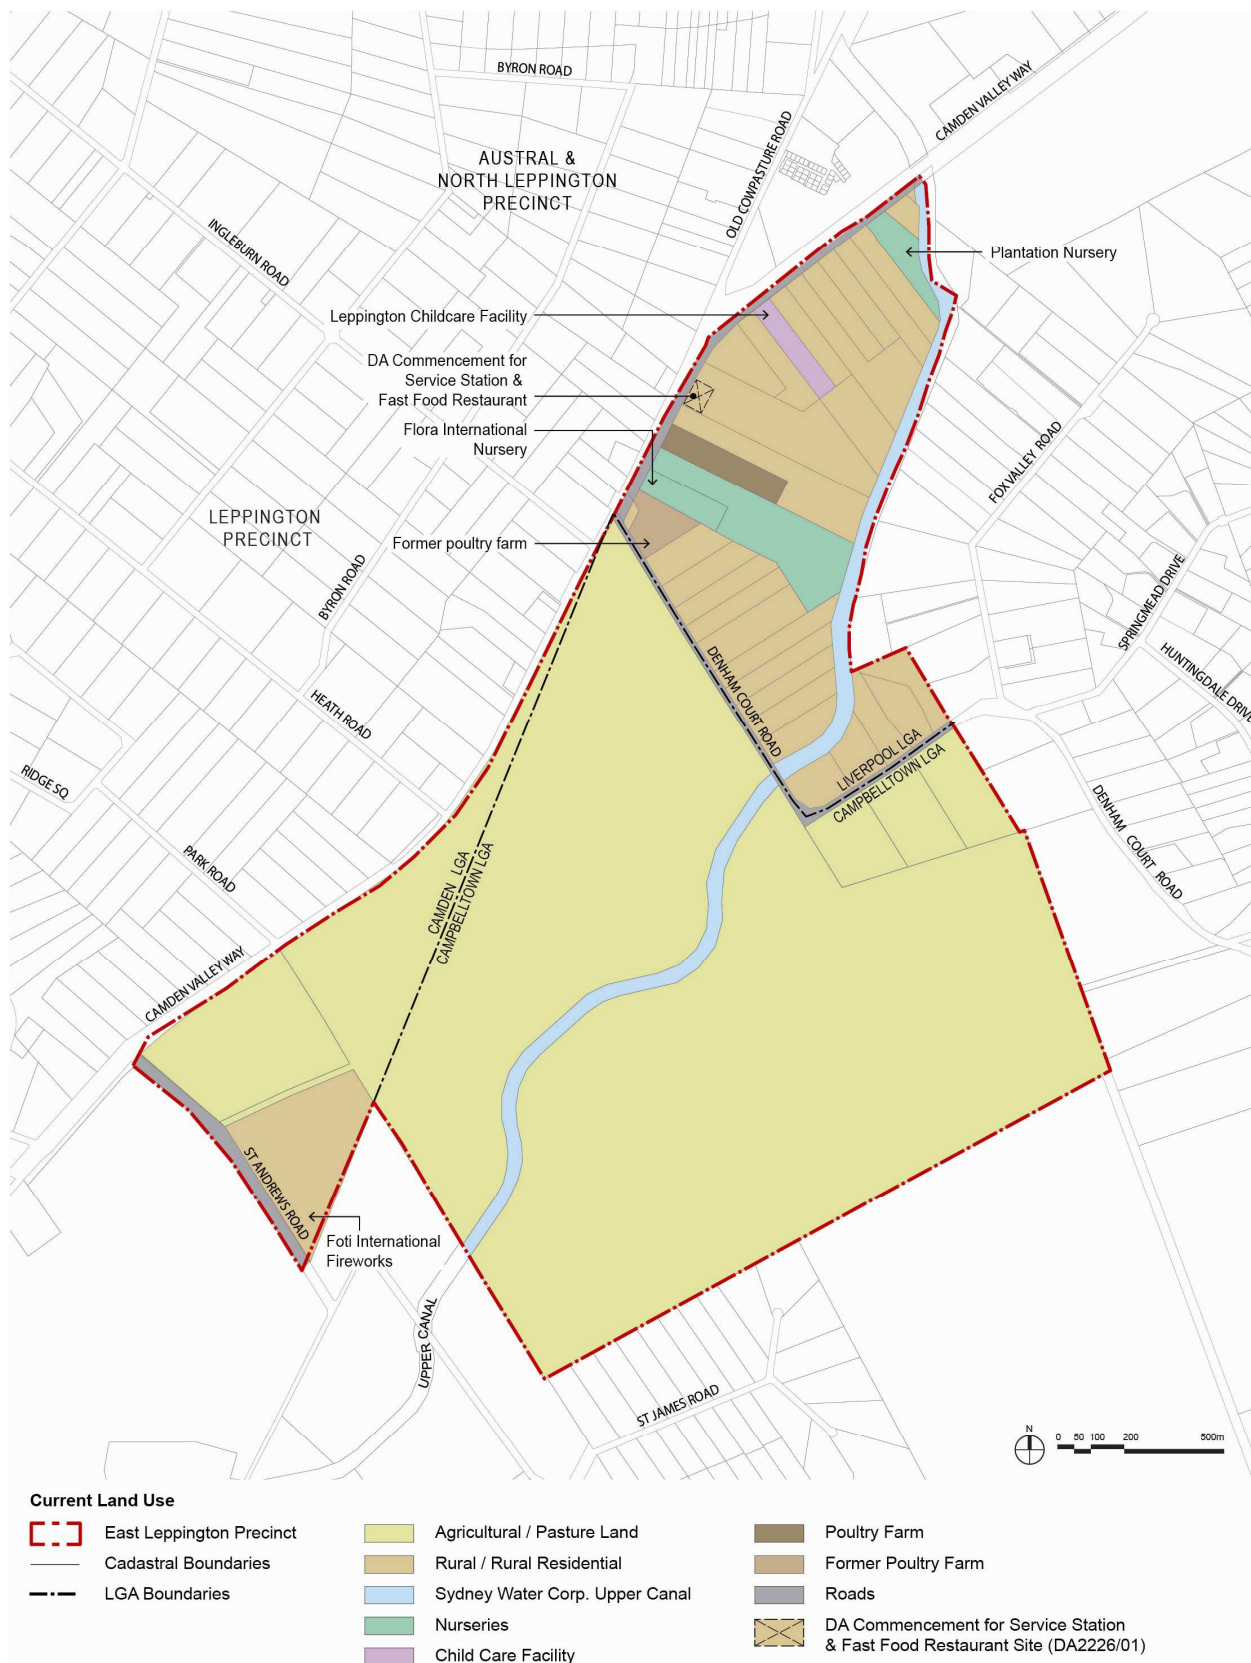 BYRON ROAD
CAMDEN VALLEY WAY
OLD COWPASTURE ROAD
AUSTRAL &
NORTH LEPPINGTON
PRECINCT
INGLEBURN ROAD
Plantation Nursery
Leppington Childcare Facility
DA Commencement for
Service Station &
Fast Food Restaurant
Flora International
Nursery
FOX VALLEY ROAD
LEPPINGTON
PRECINCT
Former poultry farm
BYRON ROAD
SPRINGMEAD DRIVE
HUNTINGDALE DRIVE
DENHAM COURT ROAD
HEATH ROAD
LIVERPOOL LGA
CAMPBELLTOWN LGA
RIDGE SQ
DENHAM COURT ROAD
PARK ROAD
CAMDEN LGA
CAMPBELLTOWN LGA
CAMDEN VALLEY WAY
ST ANDREWS ROAD
Foti International
Fireworks
UPPER CANAL
ST JAMES ROAD
N
0 50 100 200 500m
Current Land Use
East Leppington Precinct
Cadastral Boundaries
LGA Boundaries
Agricultural / Pasture Land
Rural / Rural Residential
Sydney Water Corp. Upper Canal
Nurseries
Child Care Facility
Poultry Farm
Former Poultry Farm
Roads
DA Commencement for Service Station
& Fast Food Restaurant Site (DA2226/01)